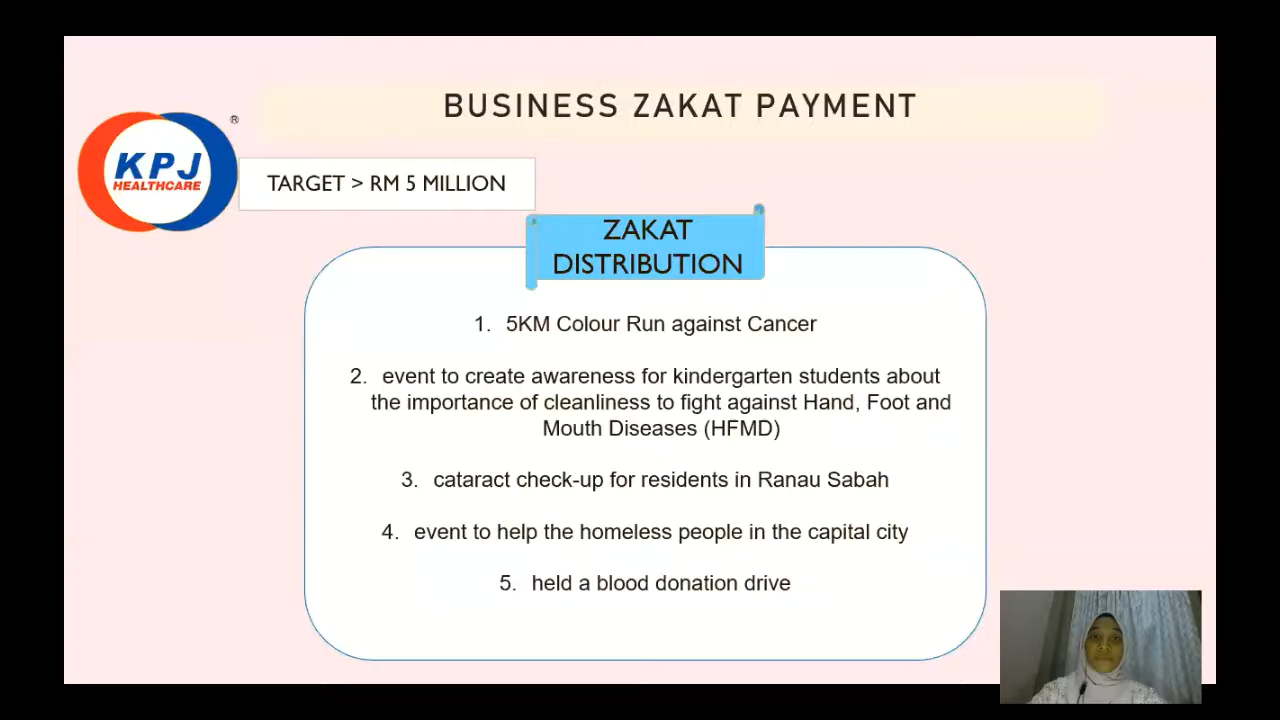 BUSINESS ZAKAT PAYMENT
®
KPJ
HEALTHCARE
TARGET > RM 5 MILLION
ZAKAT
DISTRIBUTION
1. 5KM Colour Run against Cancer
2. event to create awareness for kindergarten students about
the importance of cleanliness to fight against Hand, Foot and
Mouth Diseases (HFMD)
3. cataract check-up for residents in Ranau Sabah
4. event to help the homeless people in the capital city
5. held a blood donation drive